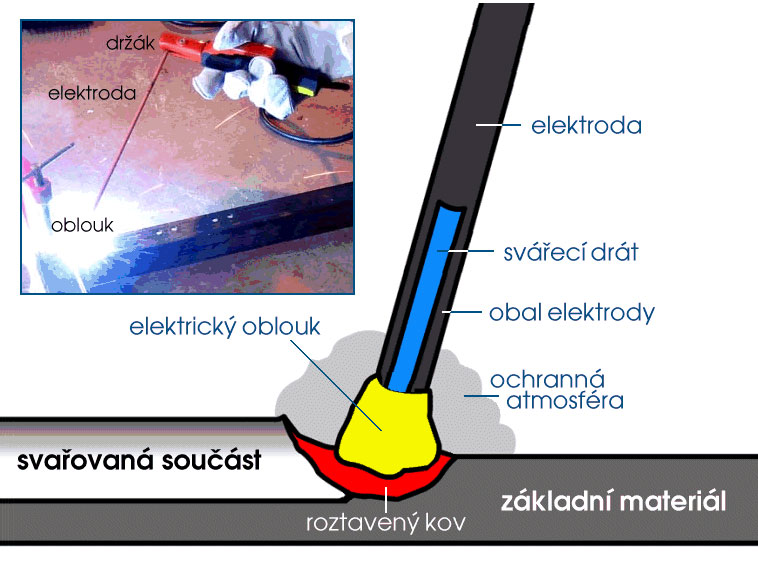 držák
elektroda
oblouk
elektroda
svářecí drát
obal elektrody
elektrický oblouk
ochranná
atmosféra
svařovaná součást
základní materiál
roztavený kov